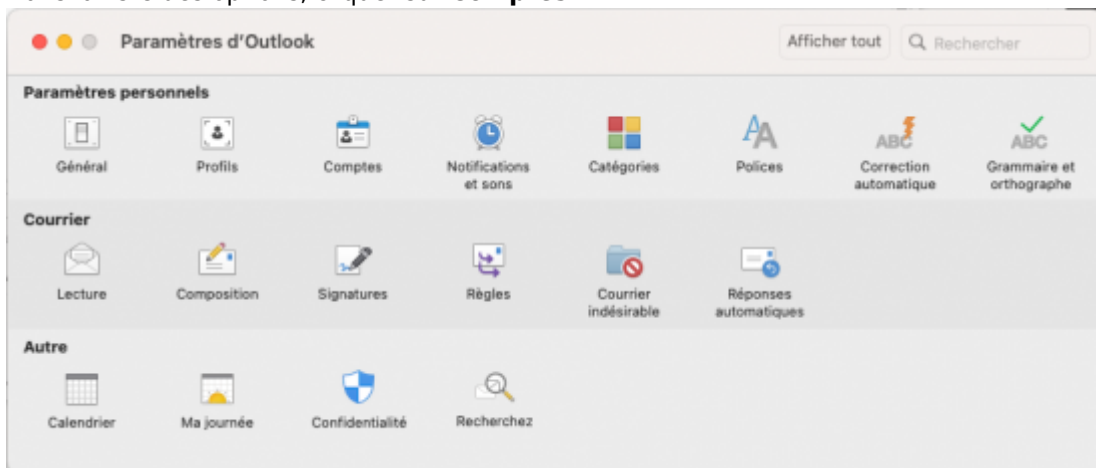 Paramètres d'Outlook
Afficher tout
Rechercher
Paramètres personnels
Général
Profils
Comptes
Notifications
et sons
Catégories
Polices
Correction
automatique
Grammaire et
orthographe
Courrier
Lecture
Composition
Signatures
Règles
Courrier
indésirable
Réponses
automatiques
Autre
Calendrier
Ma journée
Confidentialité
Recherchez